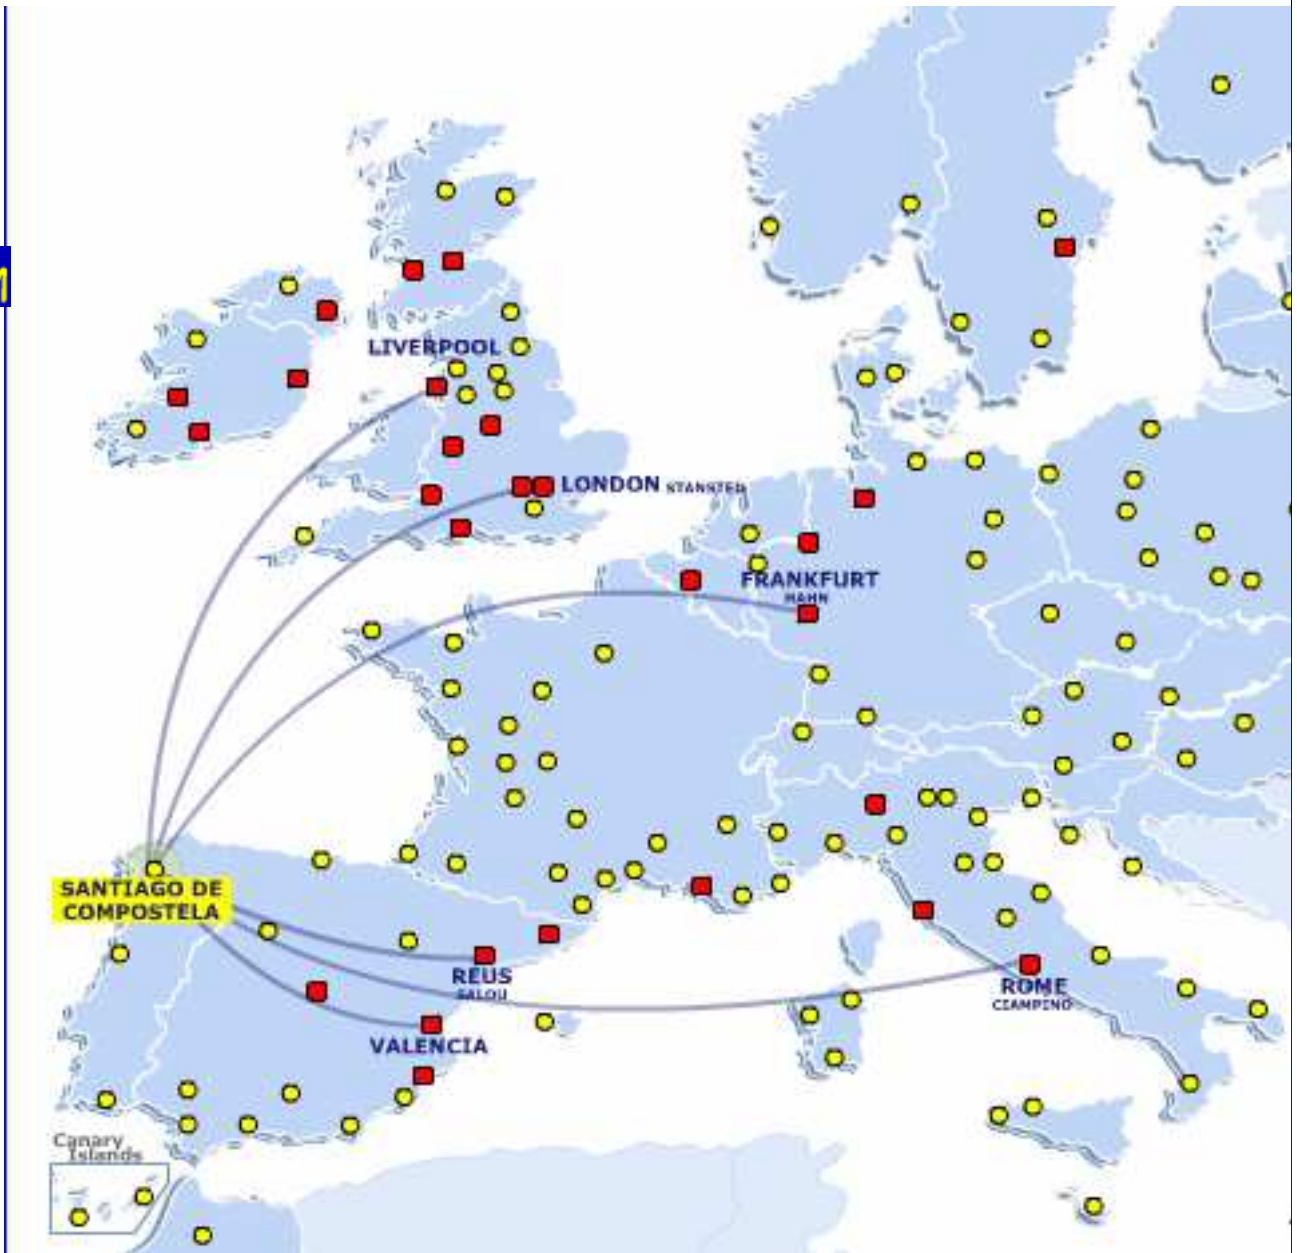 LIVERPOOL
LONDON STANSTED
FRANKFURT
HAHN
SANTIAGO DE
COMPOSTELA
REUS
SALOU
ROME
CIAMPINO
VALENCIA
Canary
Islands